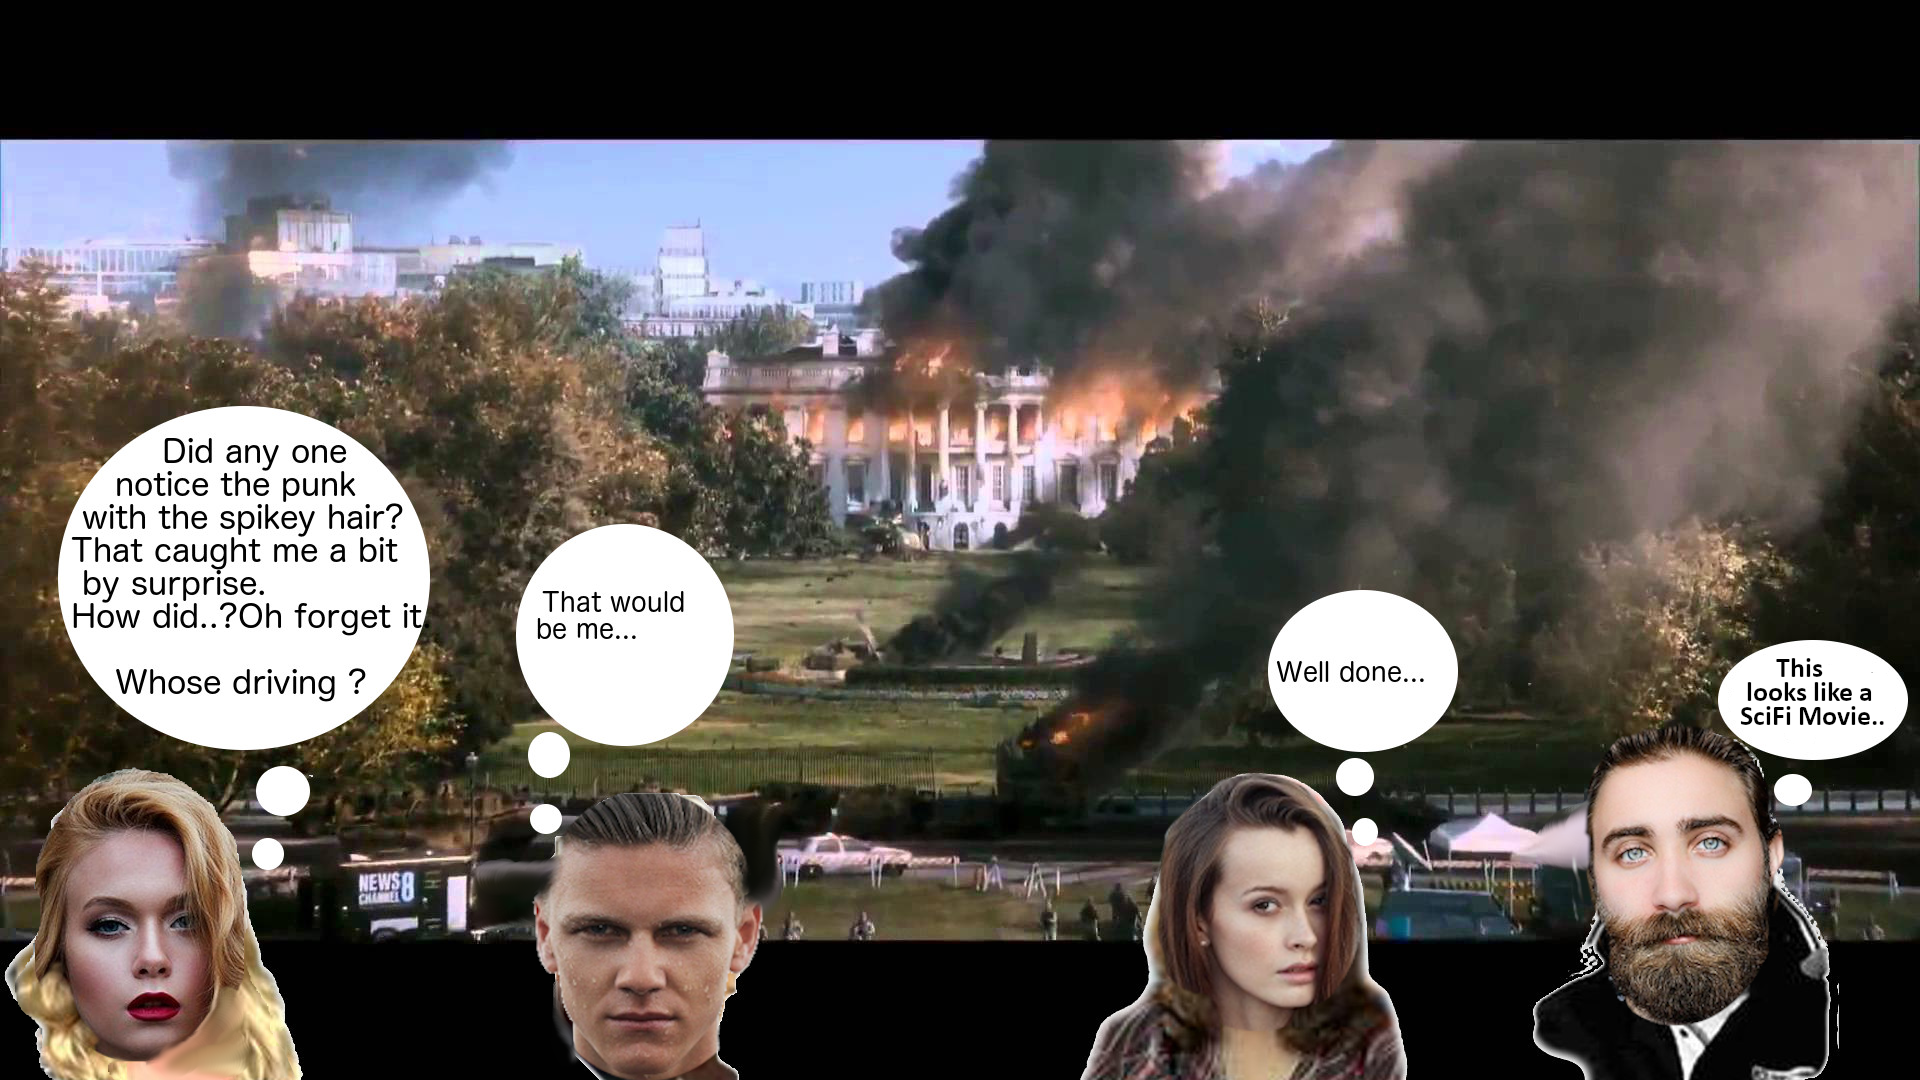 Did any one
notice the punk
with the spikey hair?
That caught me a bit
by surprise.
How did..?Oh forget it.
Whose driving ?
That would
be me...
Well done...
This
looks like a
SciFi Movie..
NEWS 8
CHANNEL